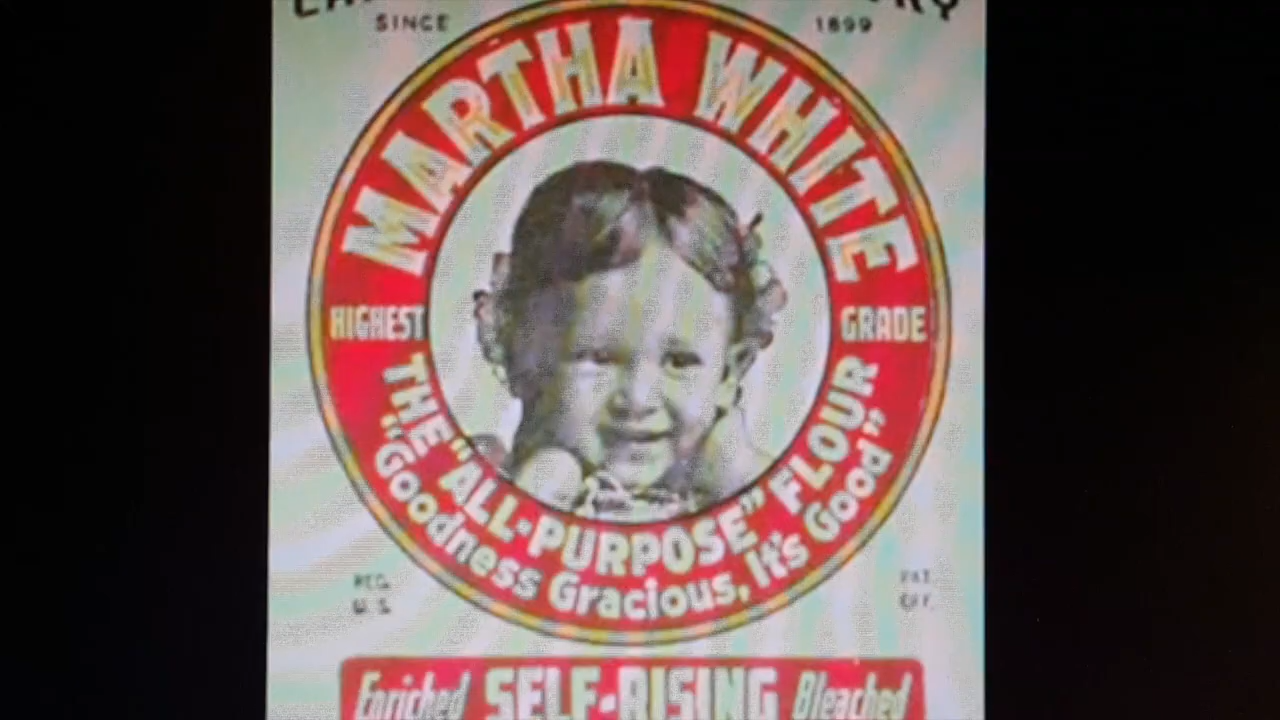 SINCE 1899
MARTHA WHITE
HIGHEST GRADE
THE "ALL-PURPOSE" FLOUR
"Goodness Gracious, It's Good"
REG. PAT.
U.S. OFF.
Enriched SELF-RISING Bleached